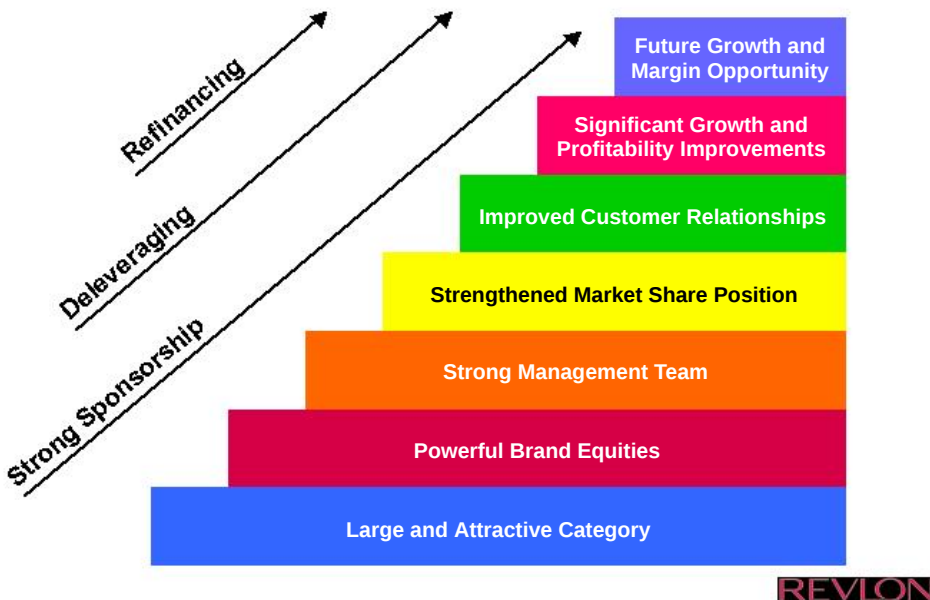 Refinancing
Deleveraging
Strong Sponsorship
Future Growth and
Margin Opportunity
Significant Growth and
Profitability Improvements
Improved Customer Relationships
Strengthened Market Share Position
Strong Management Team
Powerful Brand Equities
Large and Attractive Category
REVLON